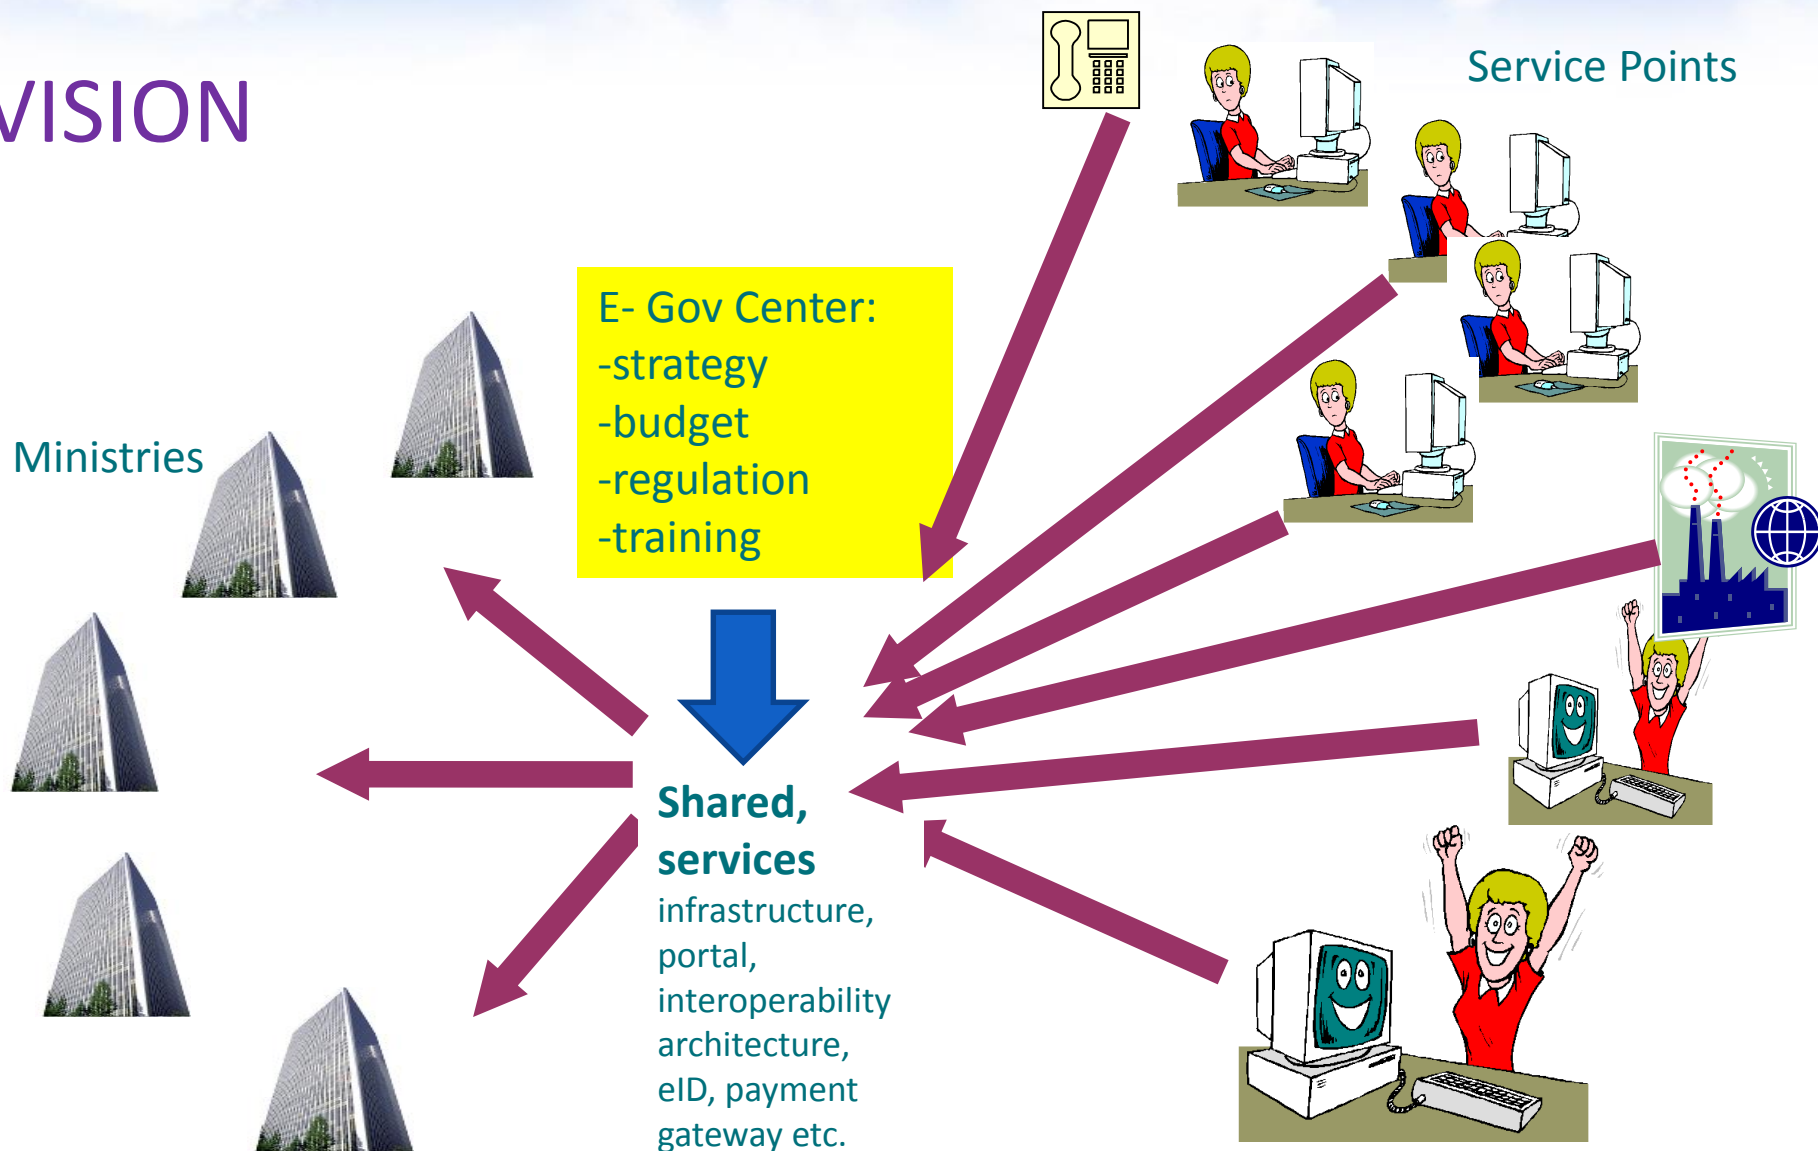 VISION
Service Points
E- Gov Center:
-strategy
-budget
-regulation
-training
Ministries
Shared,
services
infrastructure,
portal,
interoperability
architecture,
eID, payment
gateway etc.